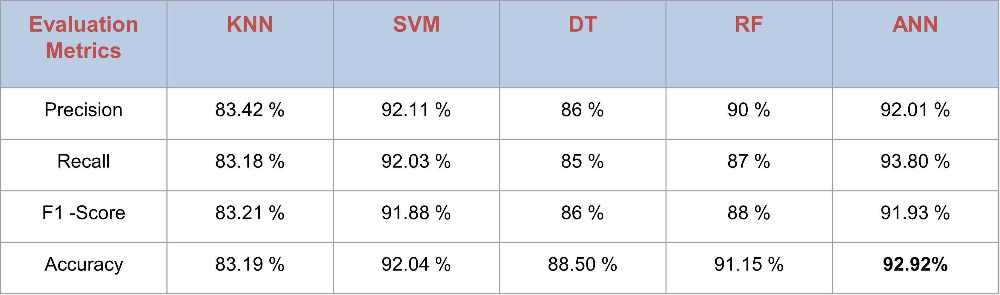 Evaluation Metrics KNN SVM DT RF ANN
Precision 83.42 % 92.11 % 86 % 90 % 92.01 %
Recall 83.18 % 92.03 % 85 % 87 % 93.80 %
F1 -Score 83.21 % 91.88 % 86 % 88 % 91.93 %
Accuracy 83.19 % 92.04 % 88.50 % 91.15 % 92.92%